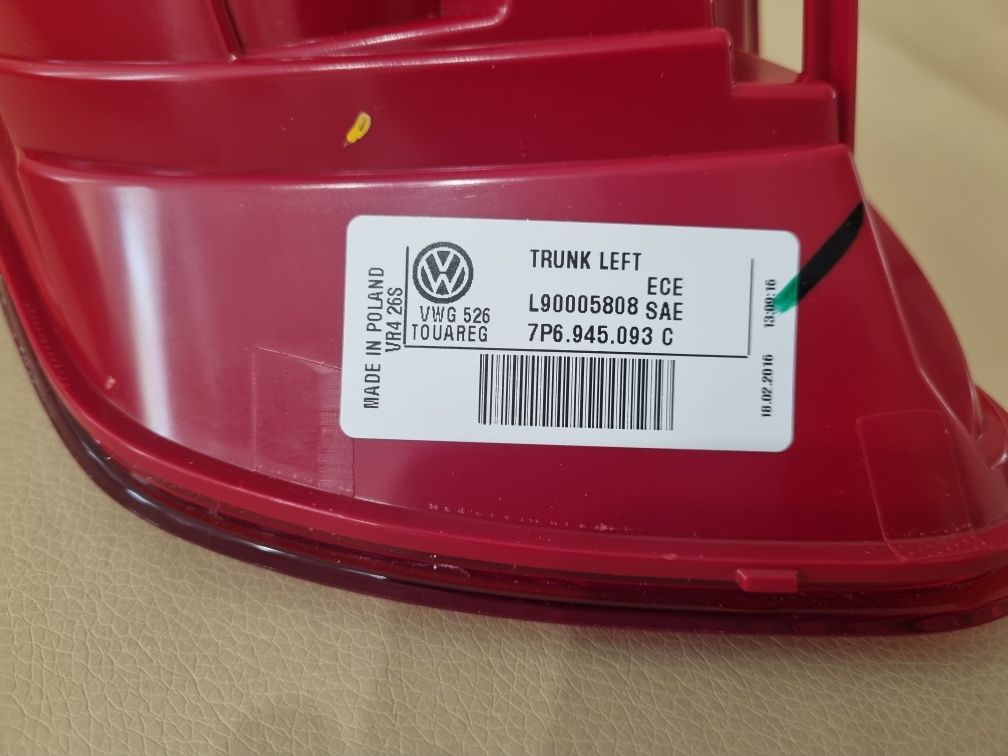 MADE IN POLAND
VR4 26S
VWG 526
TOUAREG
TRUNK LEFT
ECE
L90005808 SAE
7P6.945.093 C
18.02.2016 13:09:16